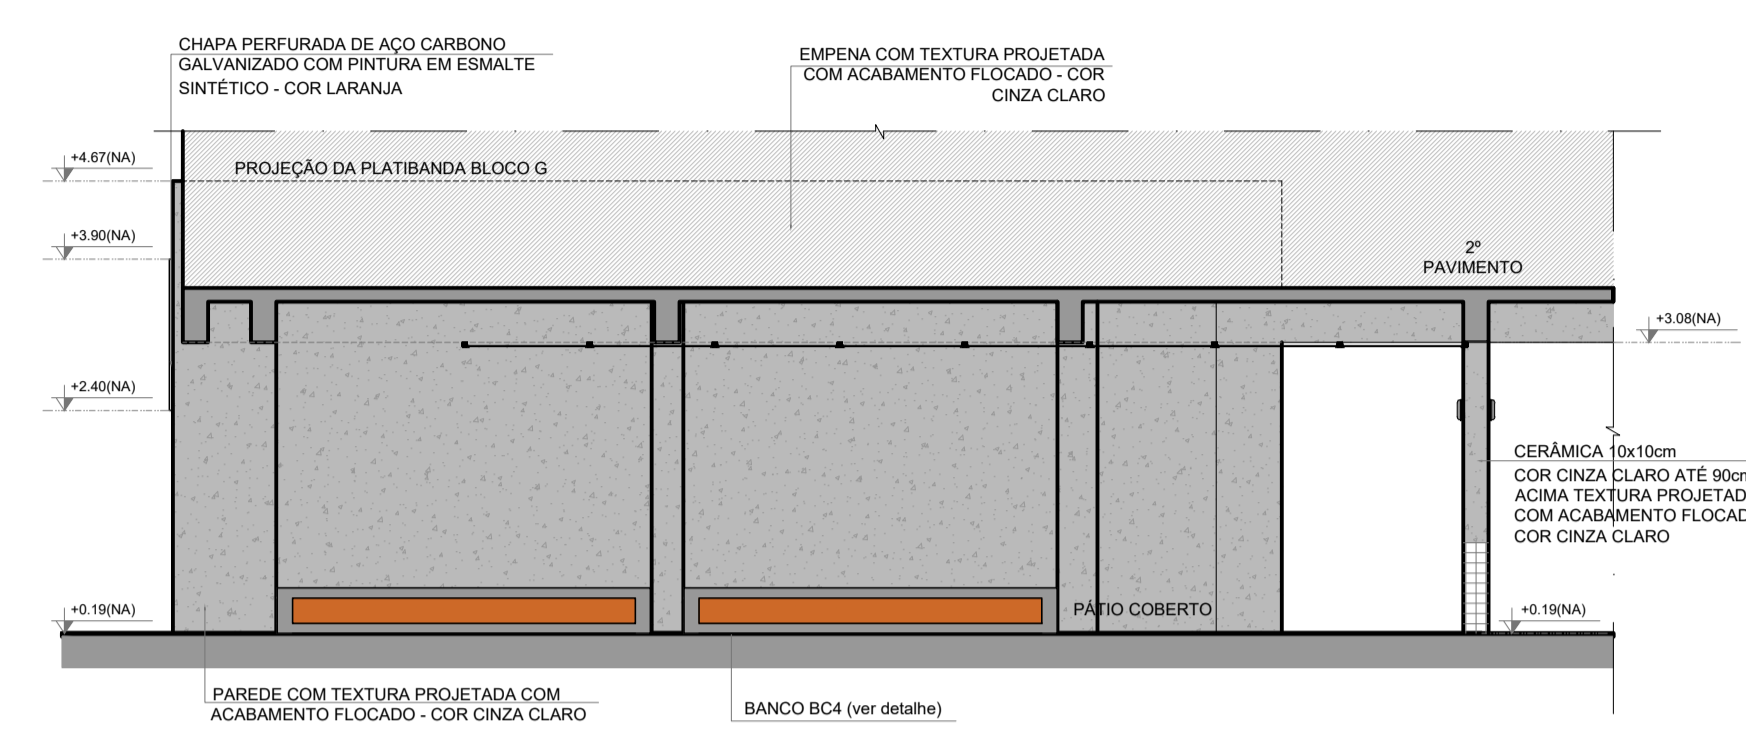 CHAPA PERFURADA DE AÇO CARBONO
GALVANIZADO COM PINTURA EM ESMALTE
SINTÉTICO - COR LARANJA
EMPENA COM TEXTURA PROJETADA
COM ACABAMENTO FLOCADO - COR
CINZA CLARO
+4.67(NA)
PROJEÇÃO DA PLATIBANDA BLOCO G
+3.90(NA)
2º
PAVIMENTO
+3.08(NA)
+2.40(NA)
CERÂMICA 10x10cm
COR CINZA CLARO ATÉ 90cm
ACIMA TEXTURA PROJETAD
COM ACABAMENTO FLOCAD
COR CINZA CLARO
+0.19(NA)
PÁTIO COBERTO
+0.19(NA)
PAREDE COM TEXTURA PROJETADA COM
ACABAMENTO FLOCADO - COR CINZA CLARO
BANCO BC4 (ver detalhe)